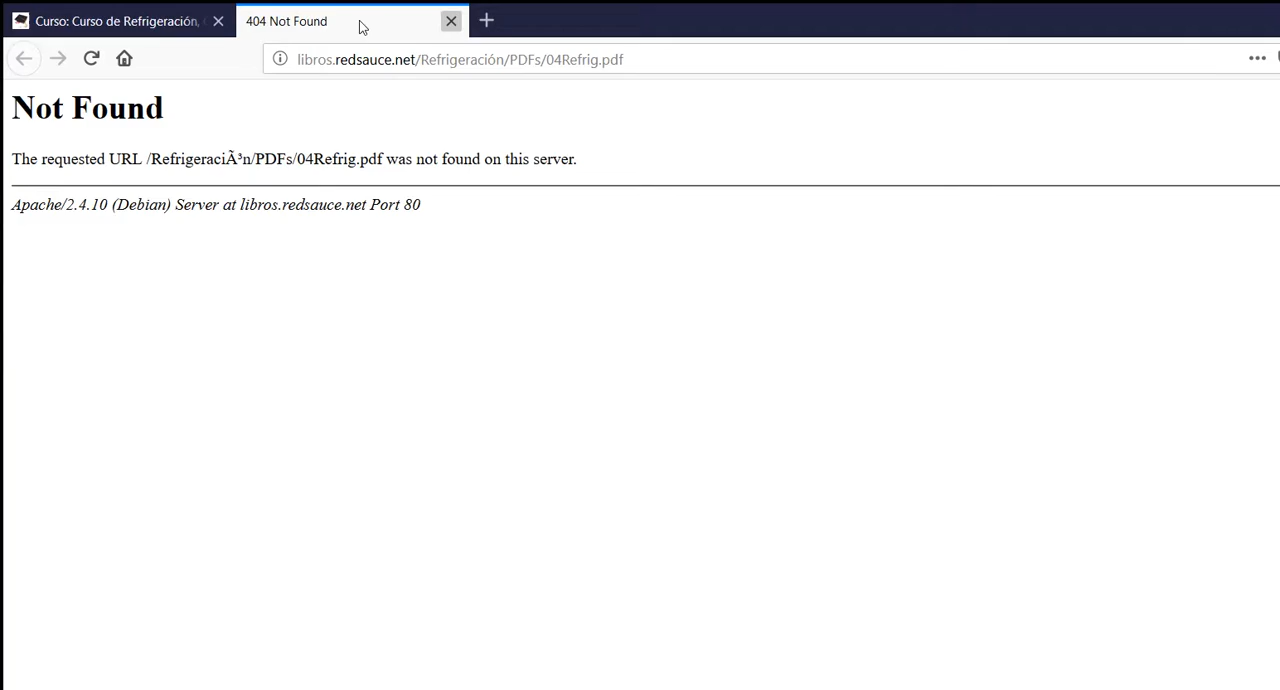 Curso: Curso de Refrigeración,
404 Not Found
libros.redsauce.net/Refrigeración/PDFs/04Refrig.pdf
Not Found
The requested URL /RefrigeraciÃ³n/PDFs/04Refrig.pdf was not found on this server.
Apache/2.4.10 (Debian) Server at libros.redsauce.net Port 80